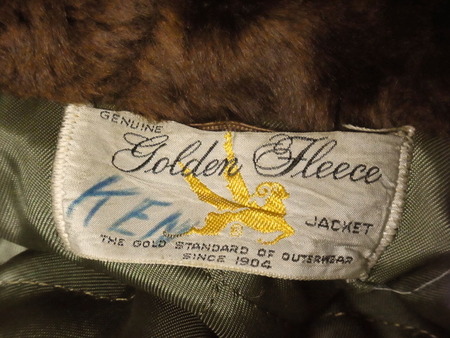 GENUINE
Golden Fleece
KEN
JACKET
THE GOLD STANDARD OF OUTERWEAR
SINCE 1904